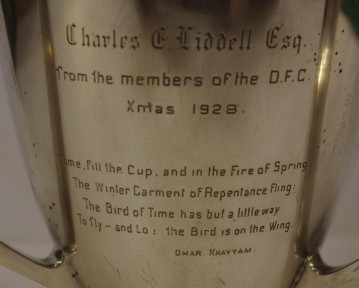 Charles E. Liddell Esq.
From the members of the D.F.C.
Xmas 1928.
ome, fill the Cup, and in the Fire of Spring
The Winter Garment of Repentance fling:
The Bird of Time has but a little way
To fly – and Lo: the Bird is on the Wing.
OMAR KHAYYAM.